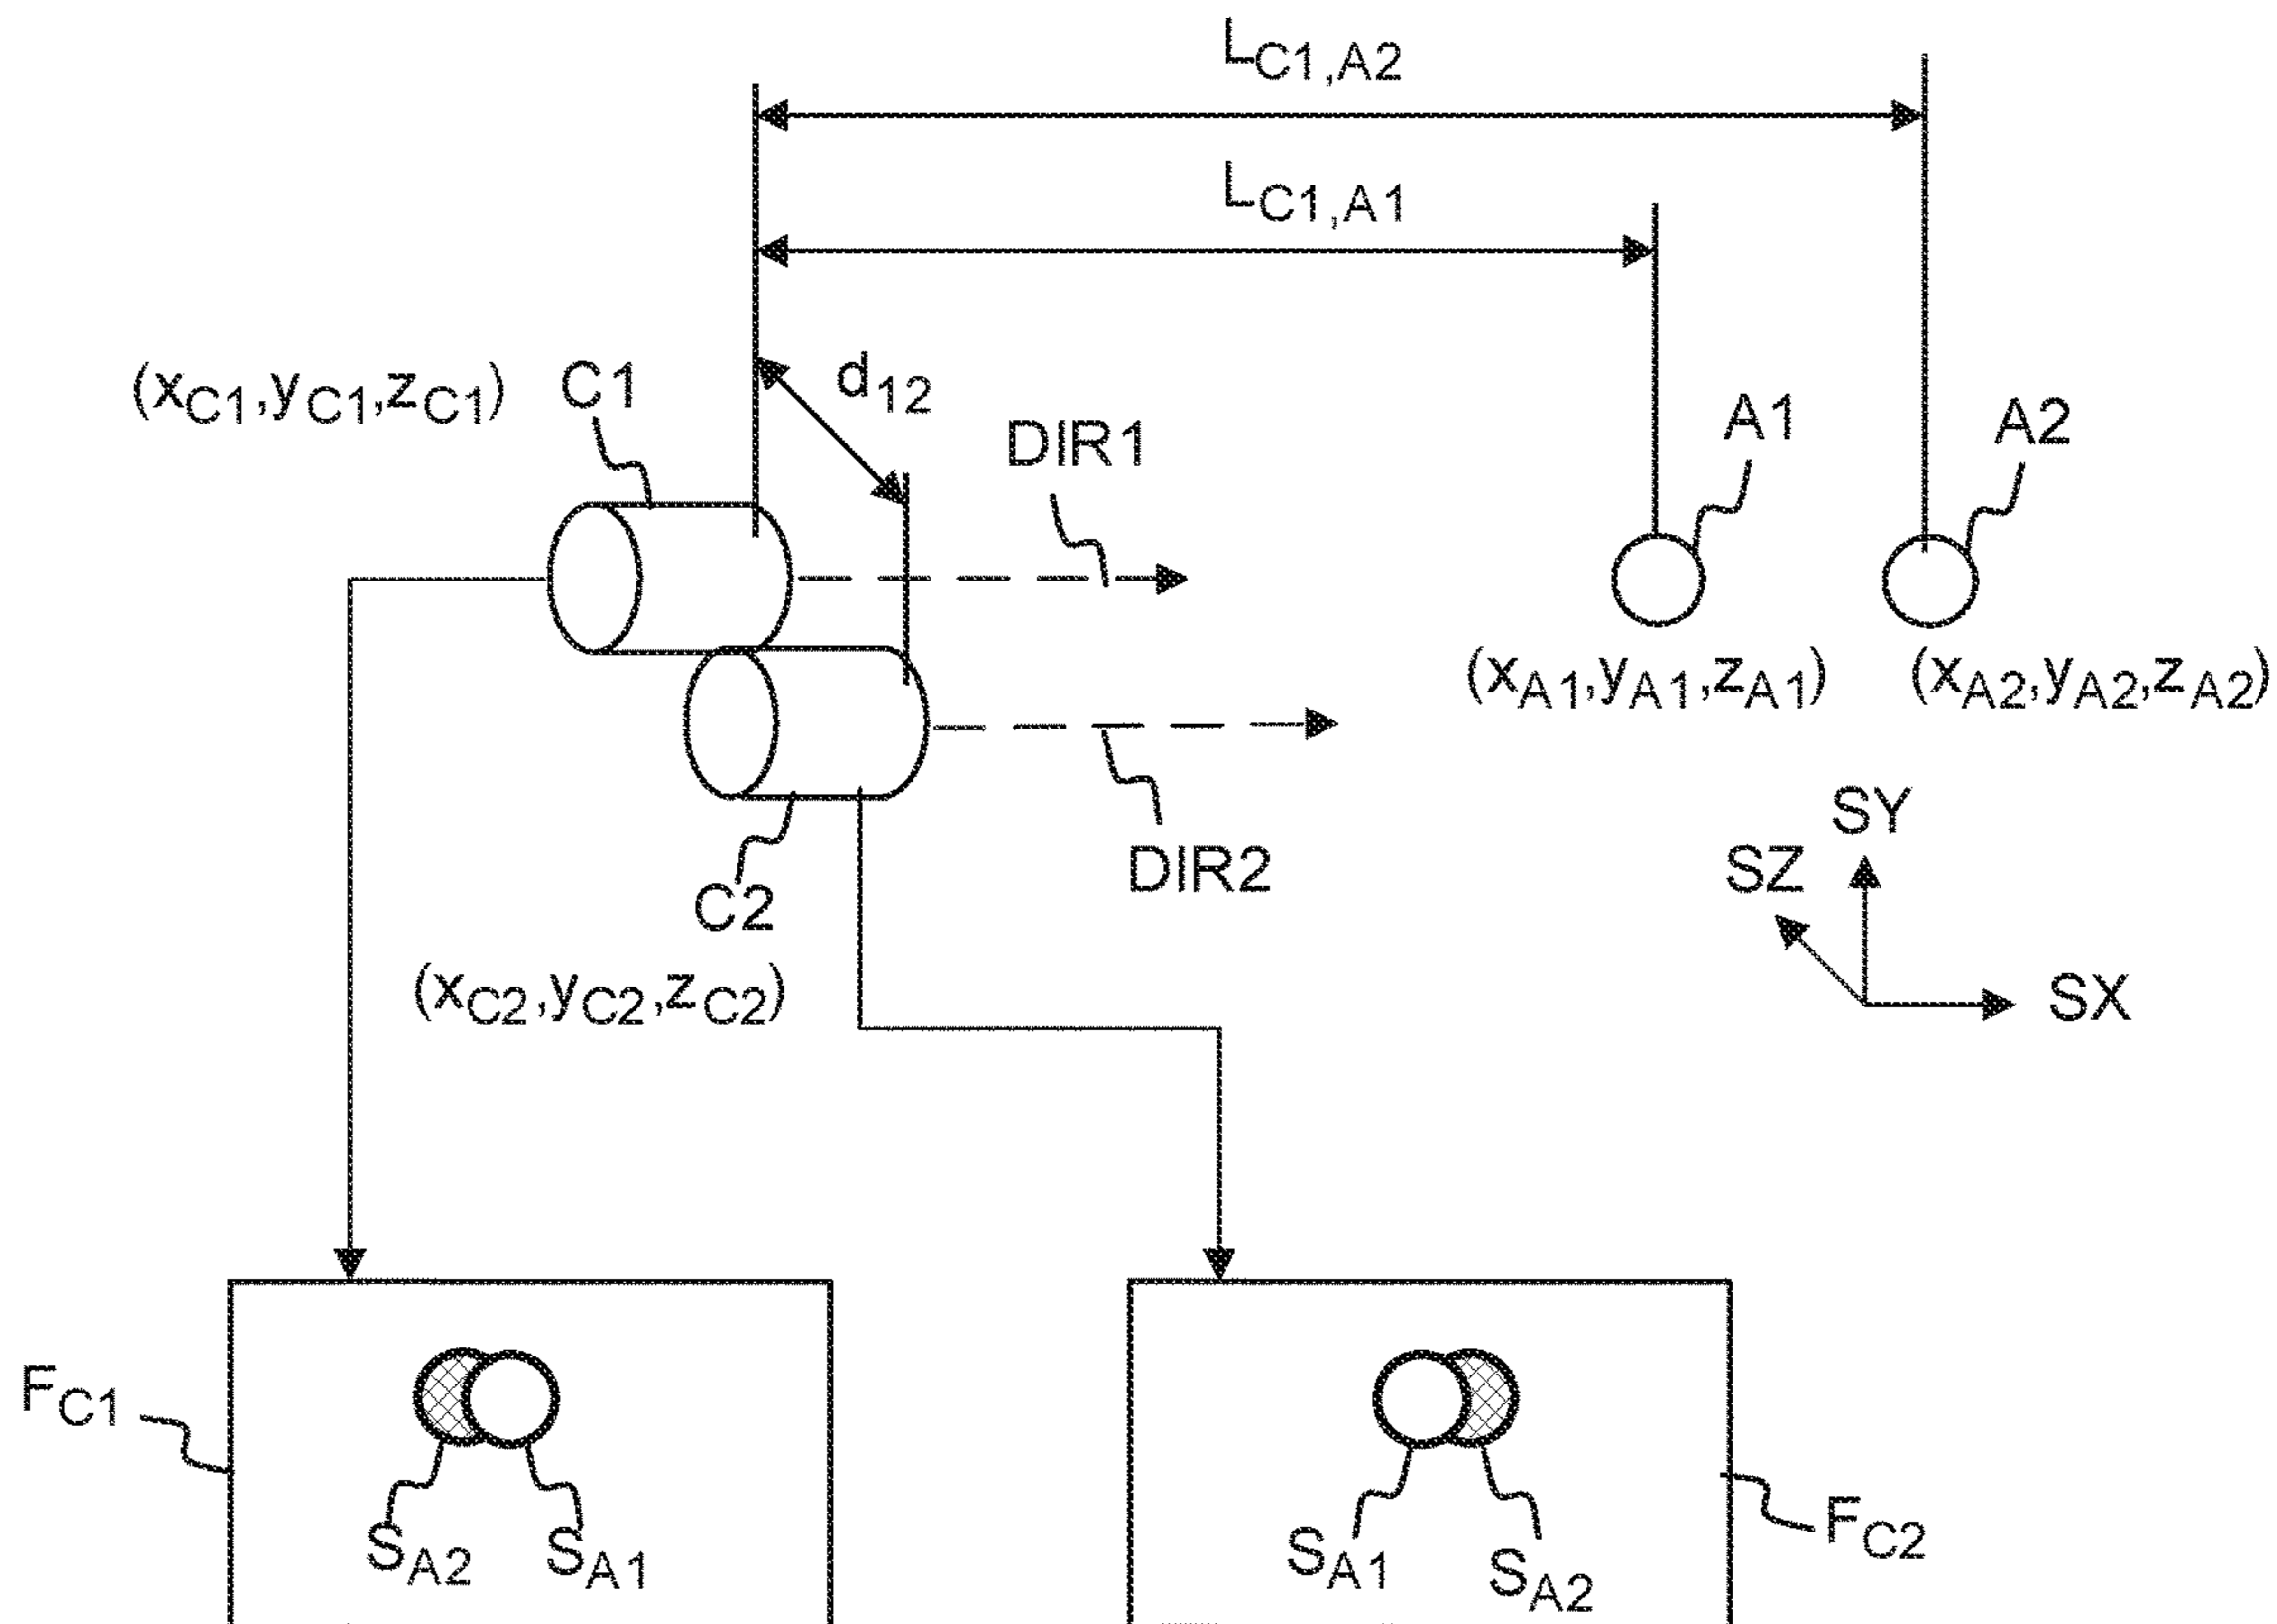 L_C1,A2
L_C1,A1
(x_C1,y_C1,z_C1)
C1
d_12
DIR1
A1
A2
(x_A1,y_A1,z_A1)
(x_A2,y_A2,z_A2)
SY
SZ
DIR2
C2
(x_C2,y_C2,z_C2)
SX
F_C1
S_A2
S_A1
S_A1
S_A2
F_C2